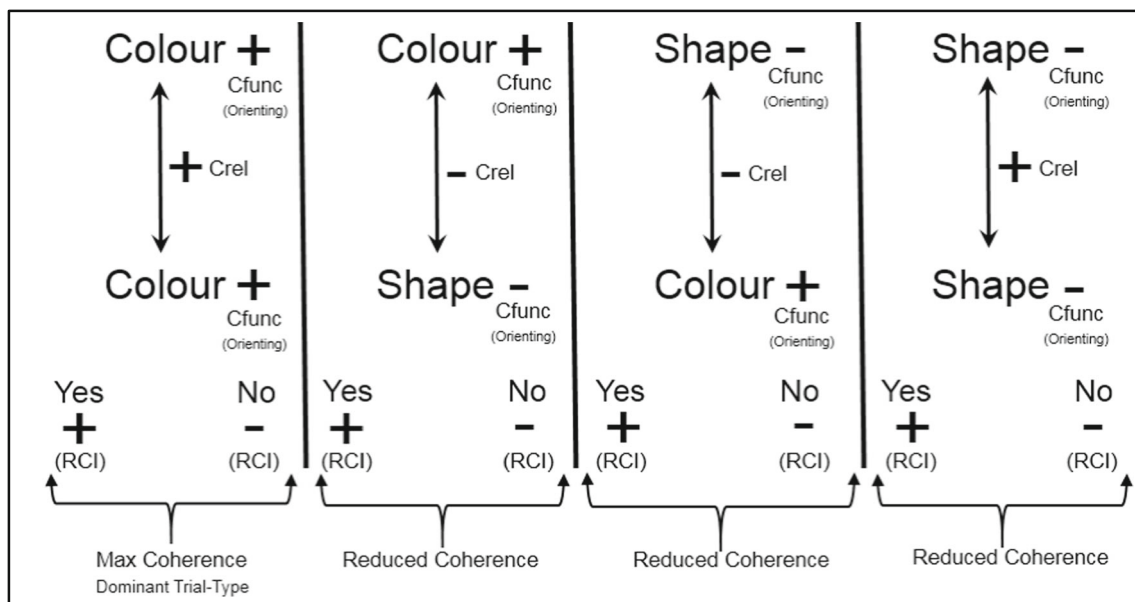 Colour +
Cfunc
(Orienting)
+ Crel
Colour +
Cfunc
(Orienting)
Yes No
+ -
(RCI) (RCI)
Max Coherence
Dominant Trial-Type
Colour +
Cfunc
(Orienting)
- Crel
Shape -
Cfunc
(Orienting)
Yes No
+ -
(RCI) (RCI)
Reduced Coherence
Shape -
Cfunc
(Orienting)
- Crel
Colour +
Cfunc
(Orienting)
Yes No
+ -
(RCI) (RCI)
Reduced Coherence
Shape -
Cfunc
(Orienting)
+ Crel
Shape -
Cfunc
(Orienting)
Yes No
+ -
(RCI) (RCI)
Reduced Coherence